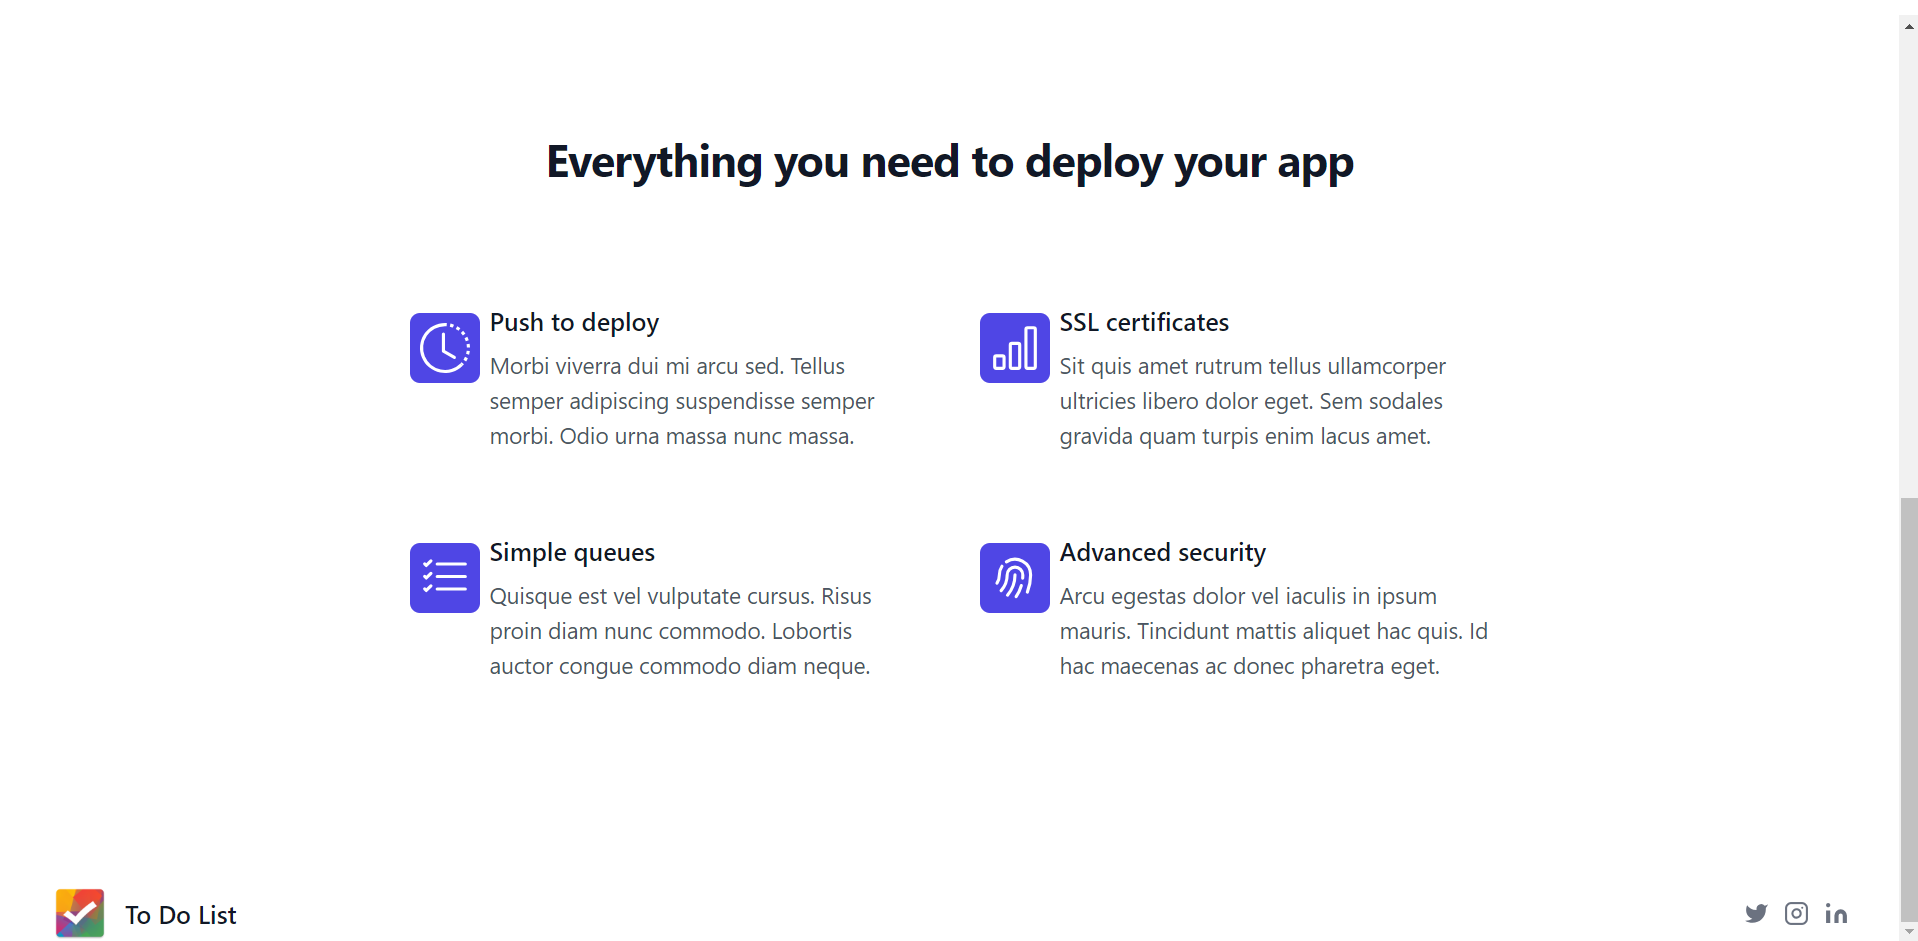 Everything you need to deploy your app
Push to deploy
Morbi viverra dui mi arcu sed. Tellus
semper adipiscing suspendisse semper
morbi. Odio urna massa nunc massa.
SSL certificates
Sit quis amet rutrum tellus ullamcorper
ultricies libero dolor eget. Sem sodales
gravida quam turpis enim lacus amet.
Simple queues
Quisque est vel vulputate cursus. Risus
proin diam nunc commodo. Lobortis
auctor congue commodo diam neque.
Advanced security
Arcu egestas dolor vel iaculis in ipsum
mauris. Tincidunt mattis aliquet hac quis. Id
hac maecenas ac donec pharetra eget.
To Do List